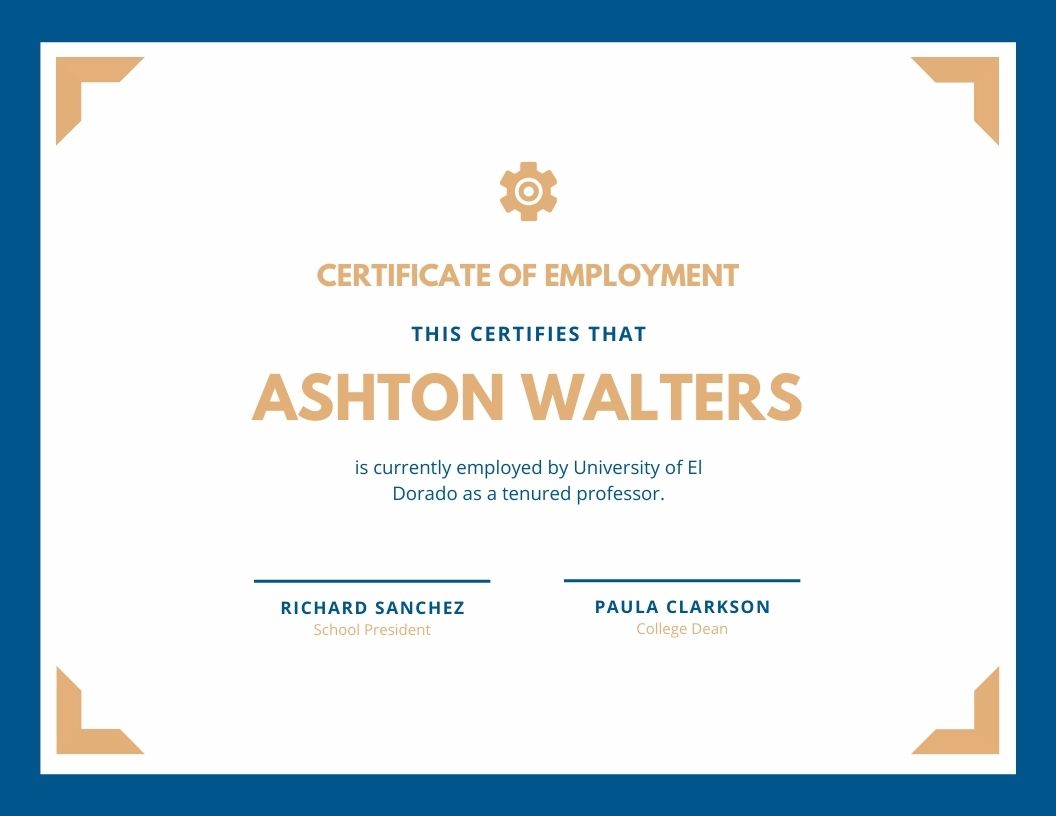 CERTIFICATE OF EMPLOYMENT
THIS CERTIFIES THAT
ASHTON WALTERS
is currently employed by University of El
Dorado as a tenured professor.
RICHARD SANCHEZ
School President
PAULA CLARKSON
College Dean